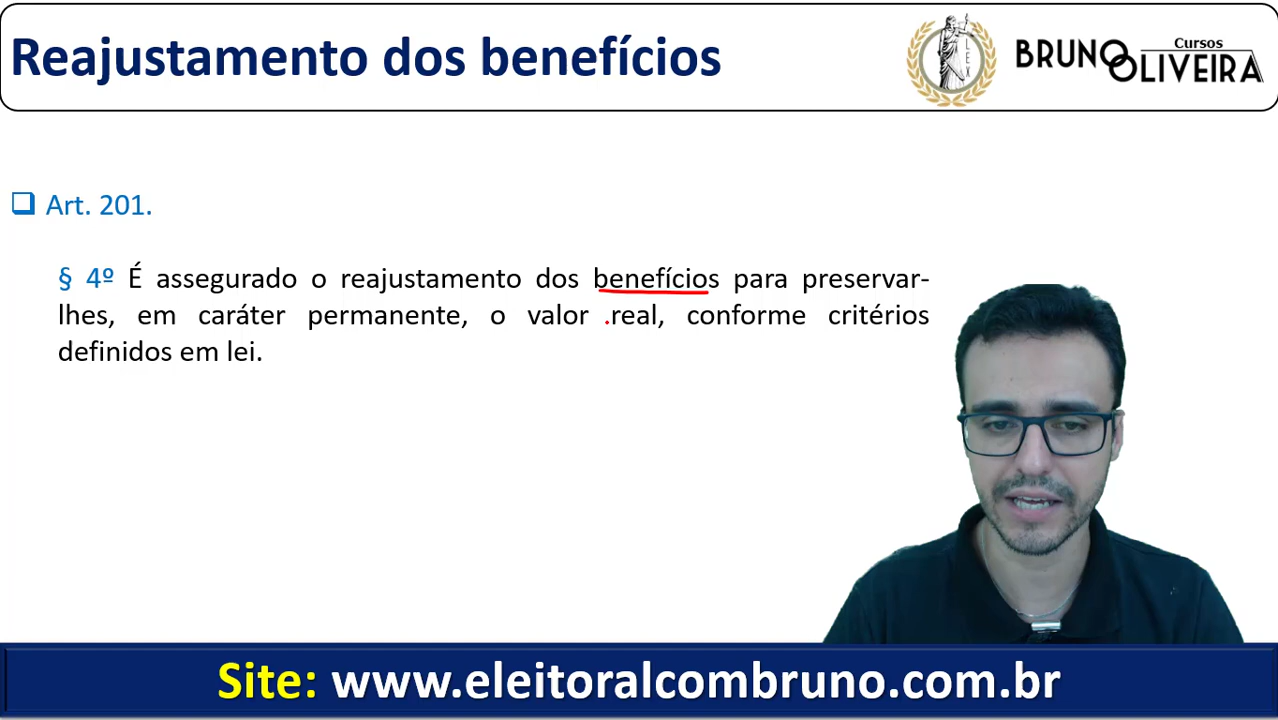 Reajustamento dos benefícios
LEX
Cursos
BRUNO
OLIVEIRA
Art. 201.
§ 4º É assegurado o reajustamento dos benefícios para preservar-
lhes, em caráter permanente, o valor real, conforme critérios
definidos em lei.
Site: www.eleitoralcombruno.com.br